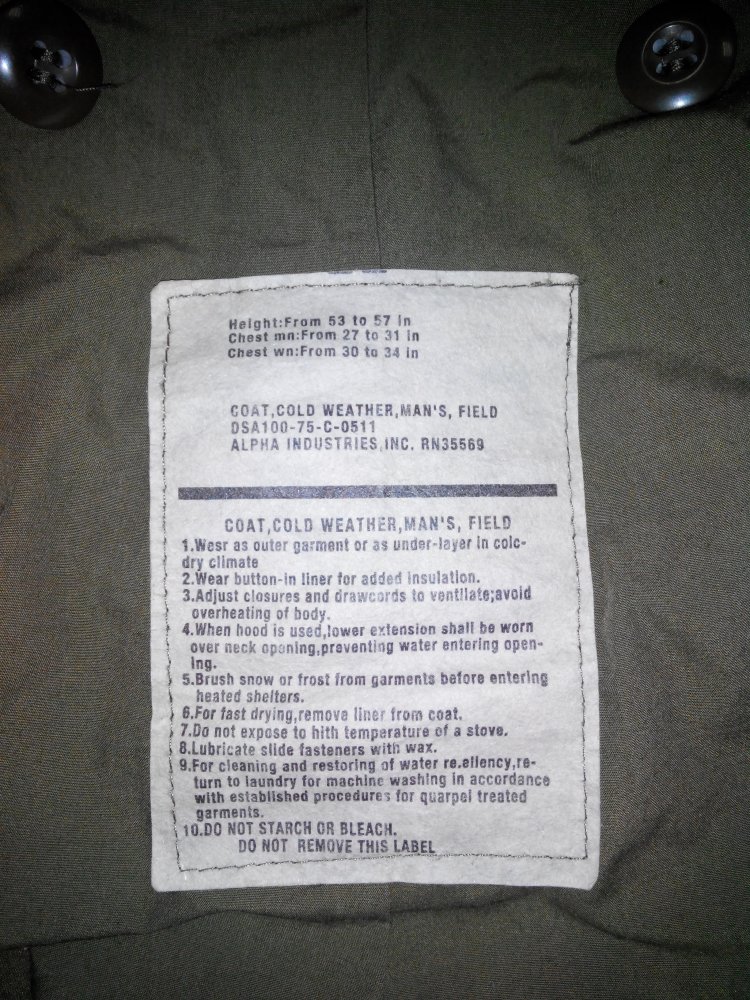 Height:From 53 to 57 in
Chest mn:From 27 to 31 in
Chest wn:From 30 to 34 in
COAT,COLD WEATHER,MAN'S, FIELD
DSA100-75-C-0511
ALPHA INDUSTRIES,INC. RN35569
COAT,COLD WEATHER,MAN'S, FIELD
1.Wesr as outer garment or as under-layer in colc-
dry climate
2.Wear button-in liner for added insulation.
3.Adjust closures and drawcords to ventilate;avoid
overheating of body.
4.When hood is used,lower extension shall be worn
over neck opening,preventing water entering open-
ing.
5.Brush snow or frost from garments before entering
heated shelters.
6.For fast drying,remove liner from coat.
7.Do not expose to hith temperature of a stove.
8.Lubricate slide fasteners with wax.
9.For cleaning and restoring of water re.ellency,re-
turn to laundry for machine washing in accordance
with established procedures for quarpel treated
garments.
10.DO NOT STARCH OR BLEACH.
DO NOT REMOVE THIS LABEL